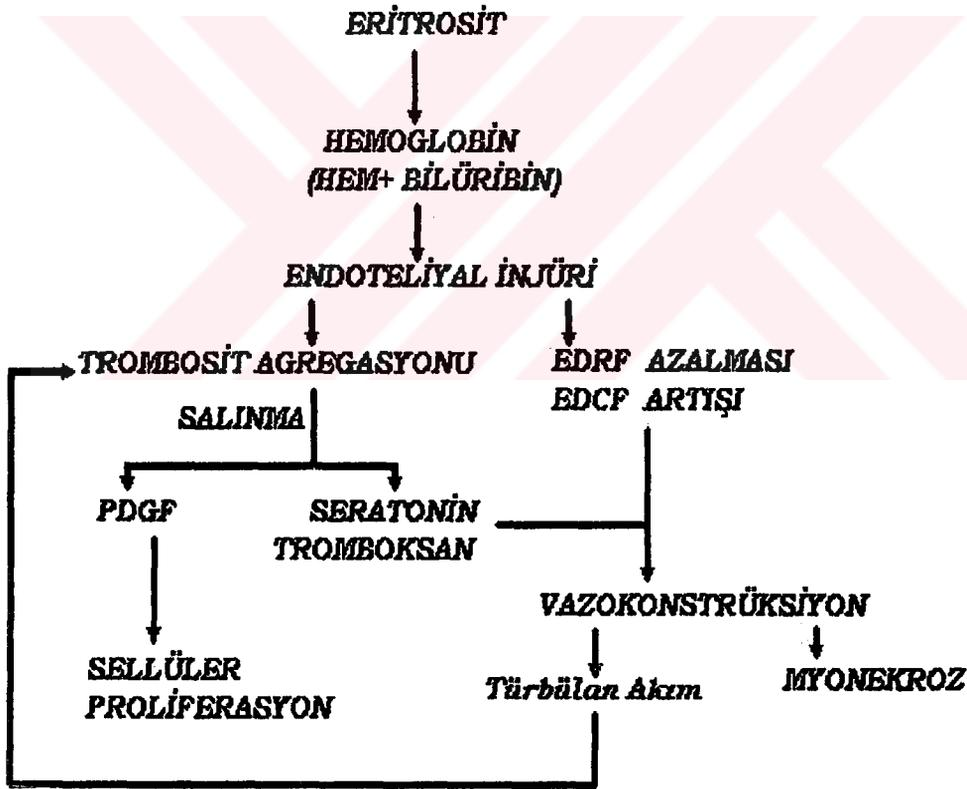 ERİTROSİT
HEMOGLOBİN
(HEM+ BİLÜRİBİN)
ENDOTELİYAL İNJÜRİ
TROMBOSİT AGREGASYONU
EDRF AZALMASI
EDCF ARTIŞI
SALINMA
PDGF
SERATONİN
TROMBOKSAN
VAZOKONSTRÜKSİYON
SELLÜLER
PROLİFERASYON
Türbülan Akım
MYONEKROZ